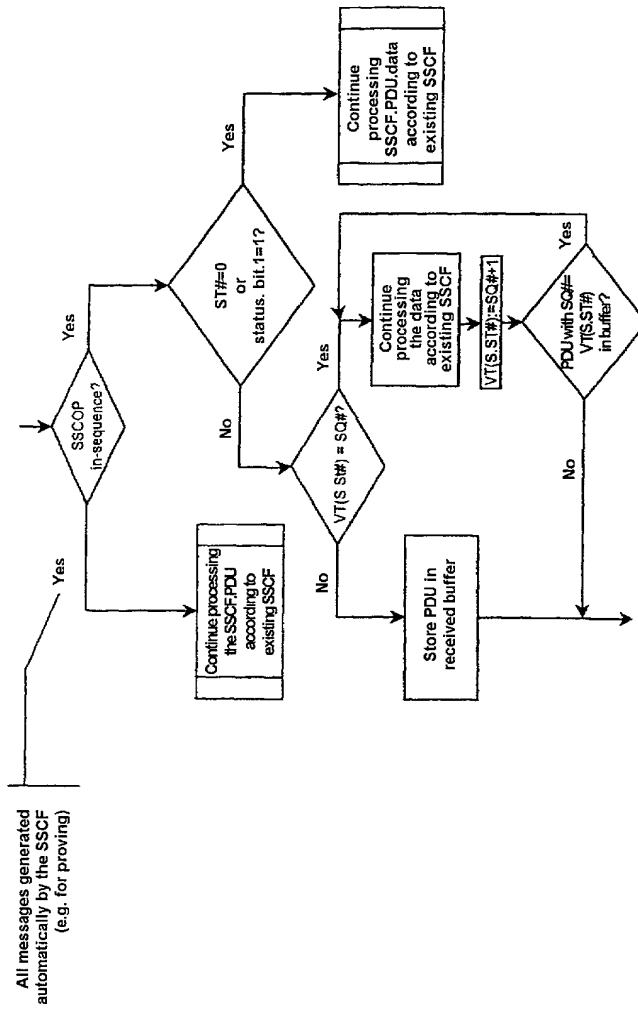 All messages generated
automatically by the SSCF
(e.g. for proving)
Yes
SSCOP
in-sequence?
Yes
Continue processing
the SSCF.PDU
according to
existing SSCF
ST#=0
or
status. bit.1=1?
Yes
No
Continue
processing
SSCF.PDU.data
according to
existing SSCF
VT(S.St#) = SQ#?
Yes
No
Continue
processing
the data
according to
existing SSCF
VT(S.ST#):=SQ#+1
PDU with SQ#=
VT(S.ST#)
in buffer?
Yes
No
Store PDU in
received buffer